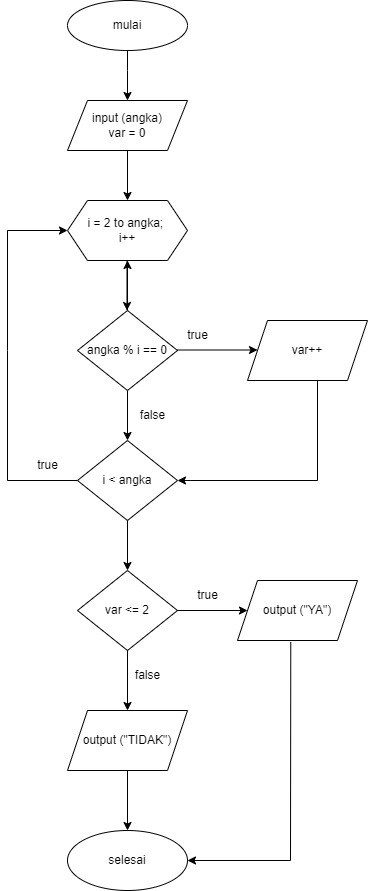 mulai
input (angka)
var = 0
i = 2 to angka;
i++
angka % i == 0
true
var++
false
true
i < angka
var <= 2
true
output ("YA")
false
output ("TIDAK")
selesai